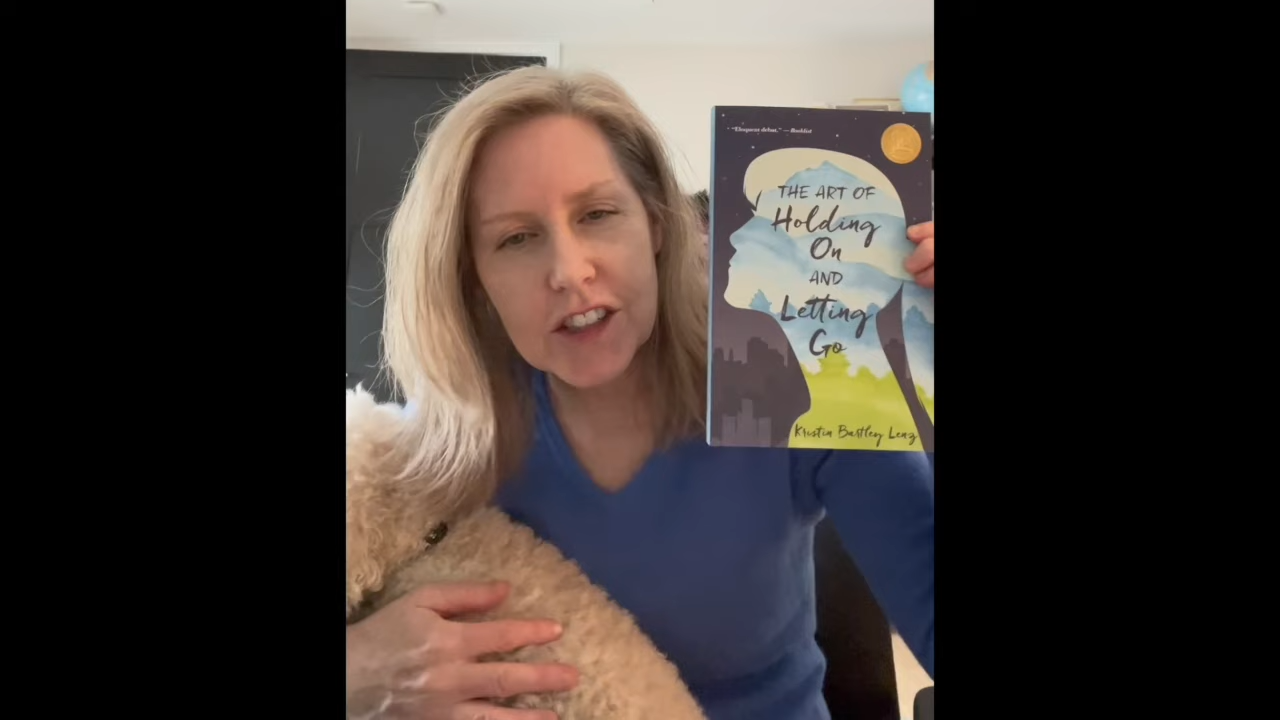 "Eloquent debut." — Booklist
THE ART OF
Holding
On
AND
Letting
Go
Kristin Bartley Lenz